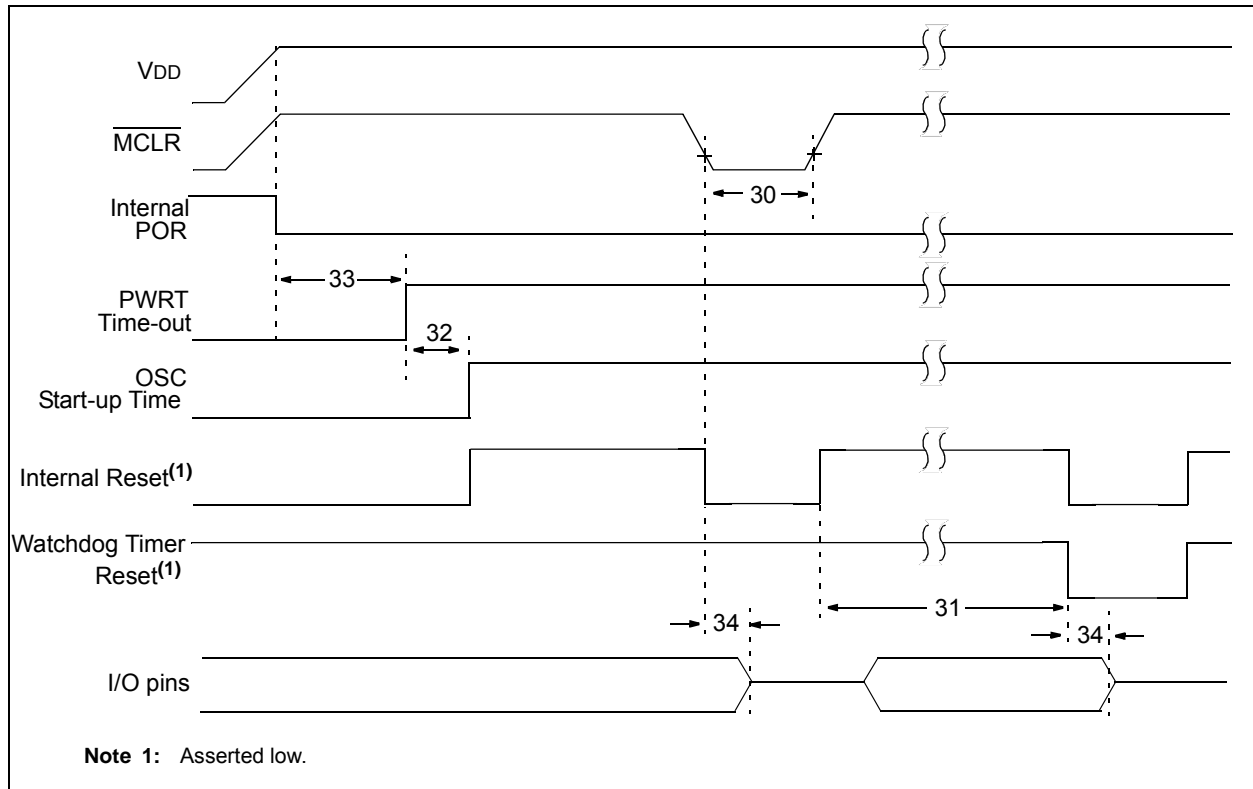 VDD
MCLR
30
Internal
POR
33
PWRT
Time-out
32
OSC
Start-up Time
Internal Reset(1)
Watchdog Timer
Reset(1)
31
34
34
I/O pins
Note 1: Asserted low.